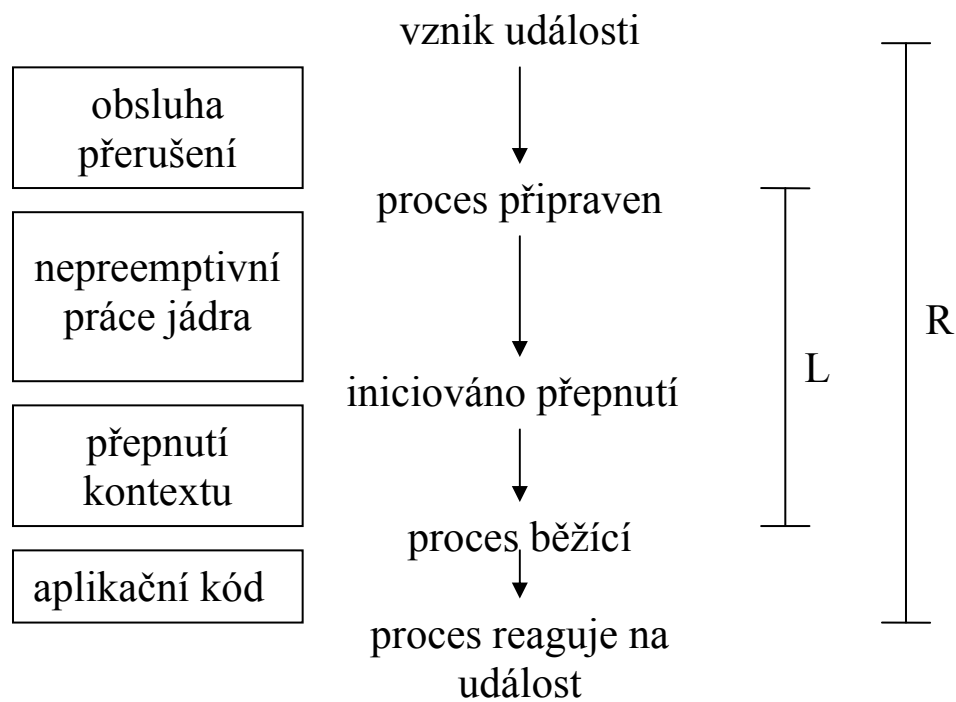 vznik události
obsluha
přerušení
proces připraven
nepreemptivní
práce jádra
R
L
iniciováno přepnutí
přepnutí
kontextu
proces běžící
aplikační kód
proces reaguje na
událost